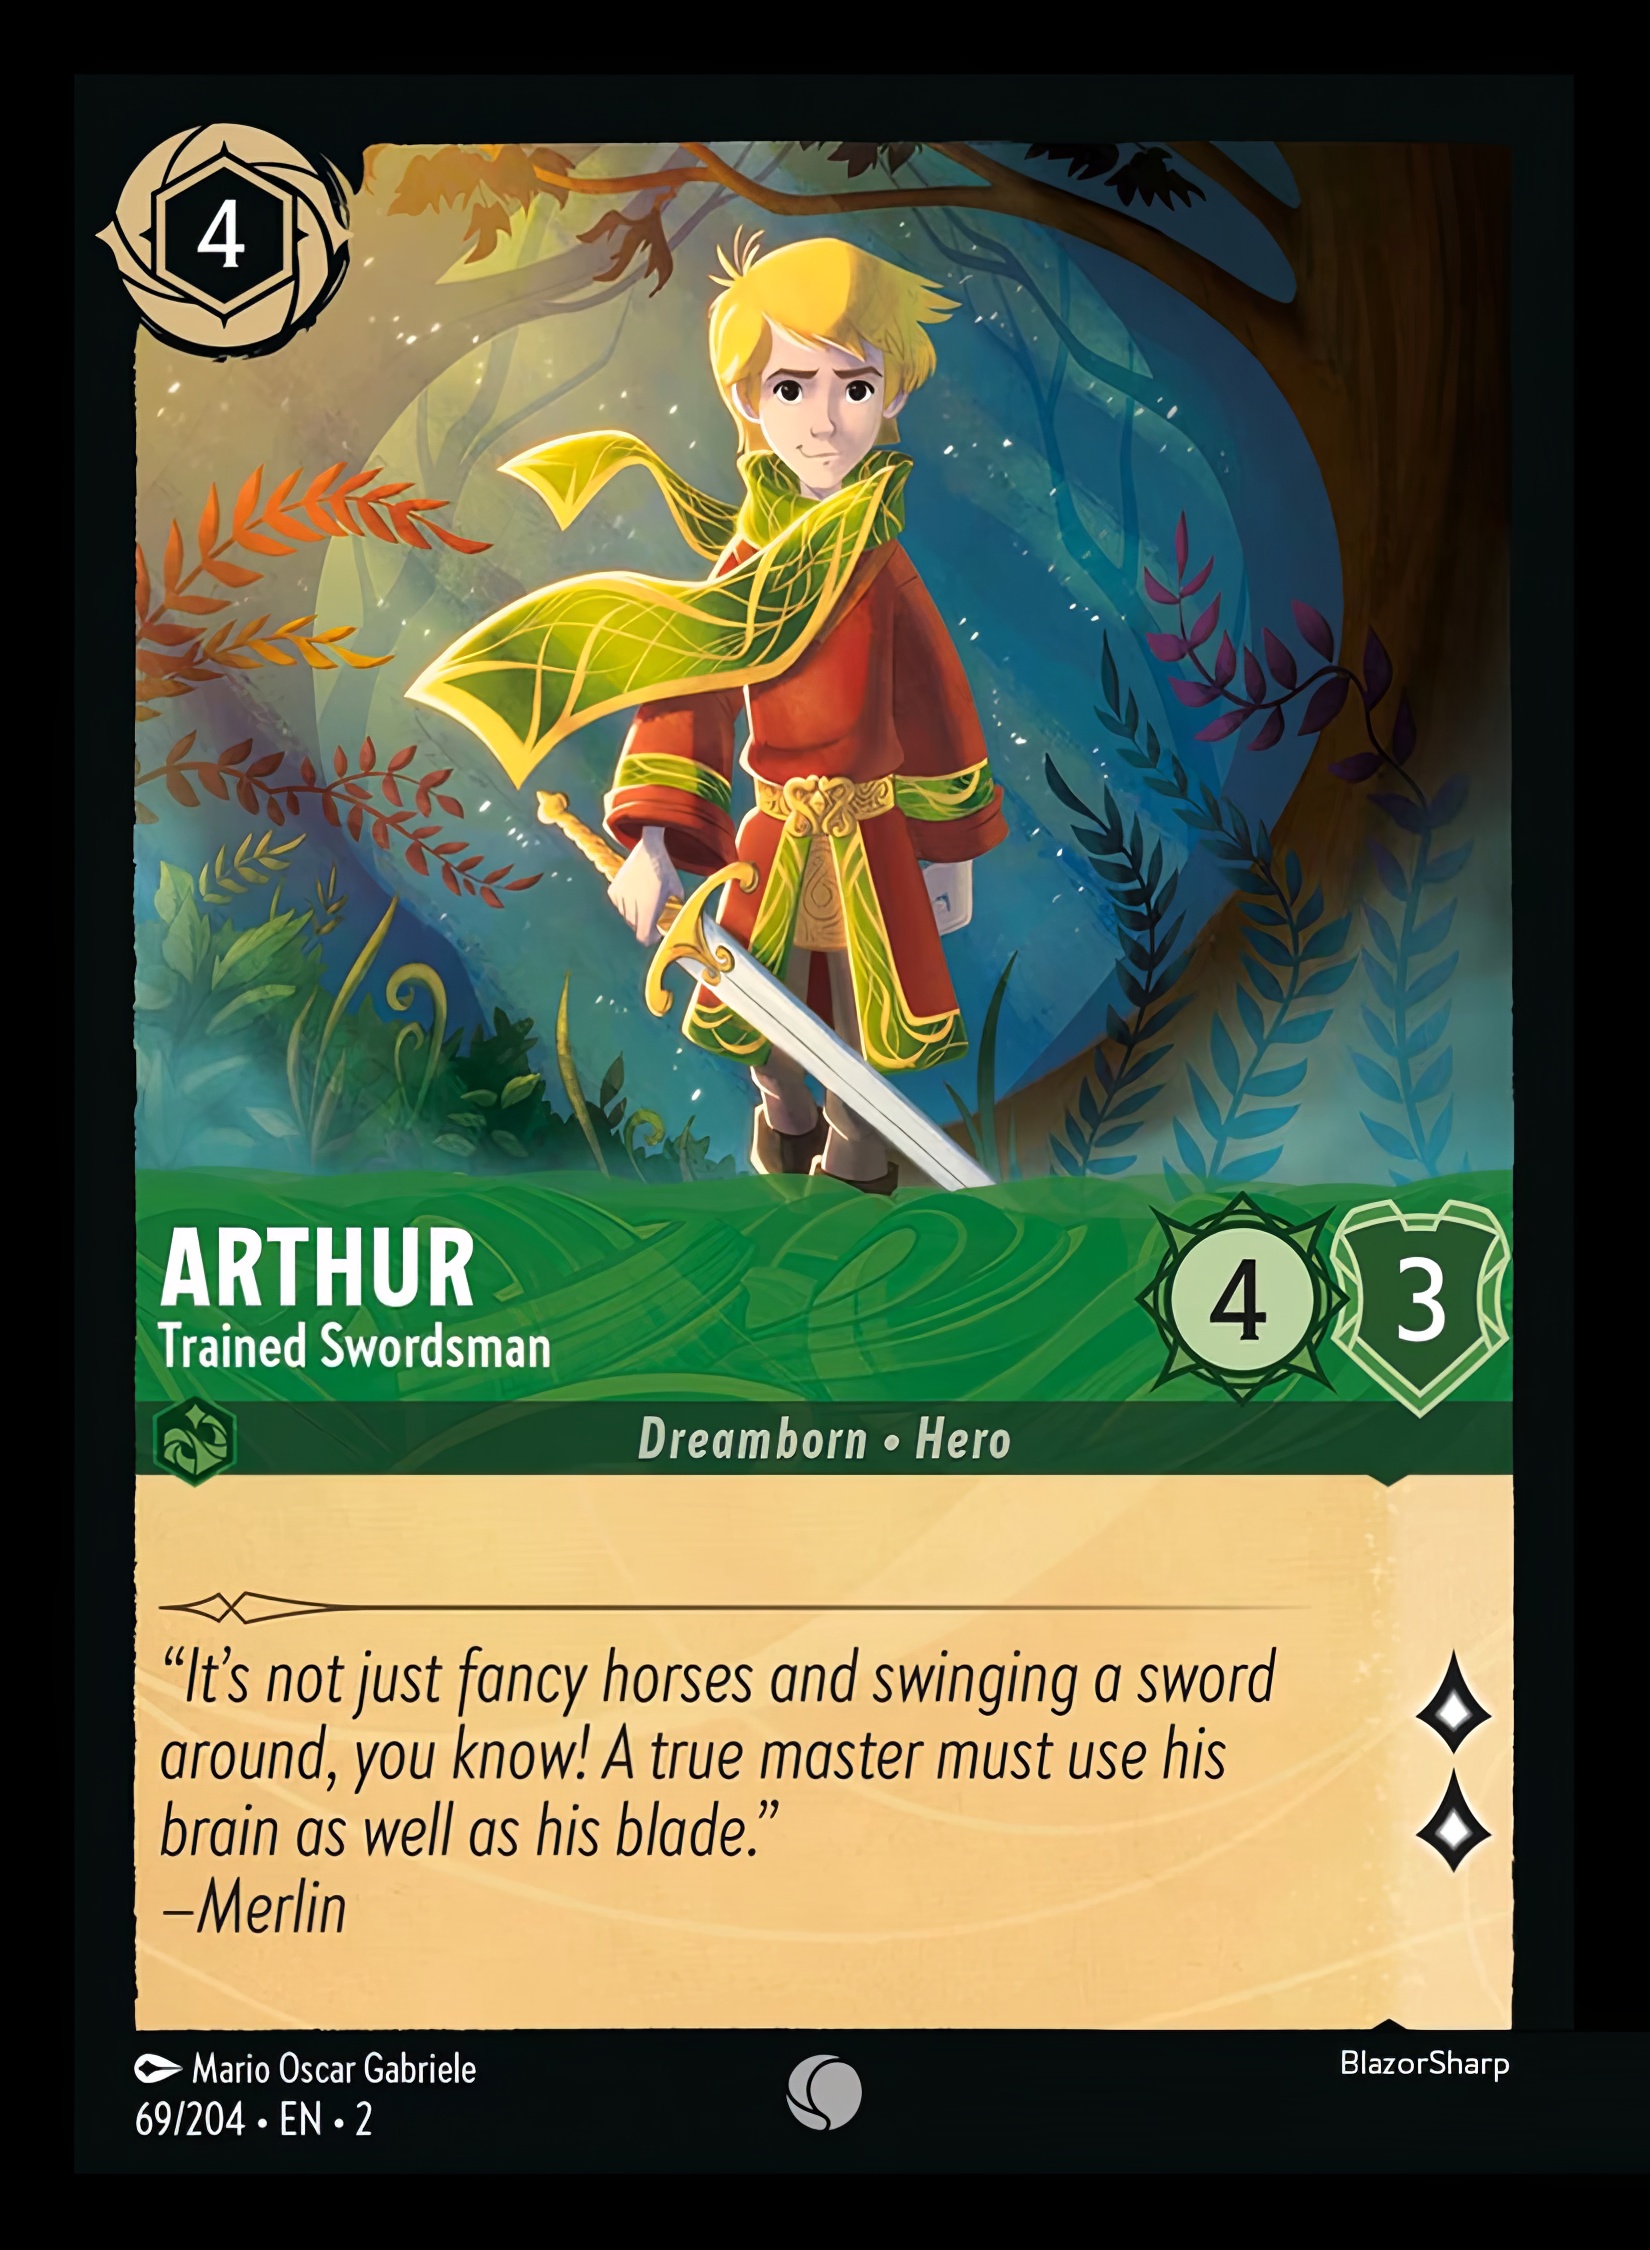 4
ARTHUR
Trained Swordsman
4
3
Dreamborn • Hero
“It’s not just fancy horses and swinging a sword
around, you know! A true master must use his
brain as well as his blade.”
–Merlin
Mario Oscar Gabriele
BlazorSharp
69/204 • EN • 2